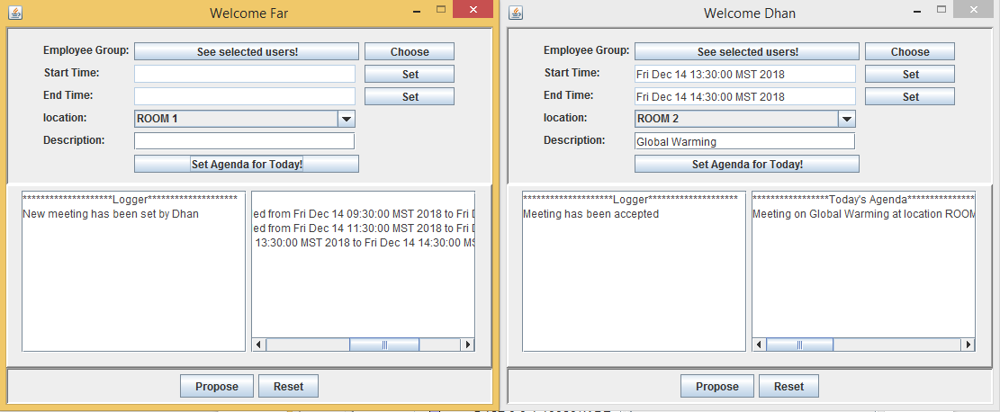 Welcome Far
Employee Group: See selected users! Choose
Start Time: Set
End Time: Set
location: ROOM 1
Description:
Set Agenda for Today!
********************Logger********************
New meeting has been set by Dhan
ed from Fri Dec 14 09:30:00 MST 2018 to Fri D
ed from Fri Dec 14 11:30:00 MST 2018 to Fri D
13:30:00 MST 2018 to Fri Dec 14 14:30:00 MS
Propose Reset
Welcome Dhan
Employee Group: See selected users! Choose
Start Time: Fri Dec 14 13:30:00 MST 2018 Set
End Time: Fri Dec 14 14:30:00 MST 2018 Set
location: ROOM 2
Description: Global Warming
Set Agenda for Today!
********************Logger********************
Meeting has been accepted
*****************Today's Agenda***************
Meeting on Global Warming at location ROOM
Propose Reset